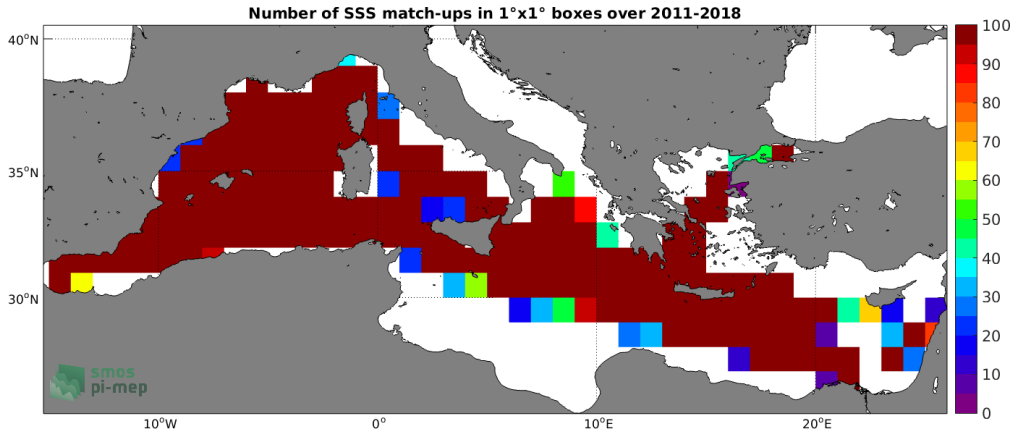 Number of SSS match-ups in 1°x1° boxes over 2011-2018
40°N
35°N
30°N
10°W
0°
10°E
20°E
100
90
80
70
60
50
40
30
20
10
0
smos
pi-mep